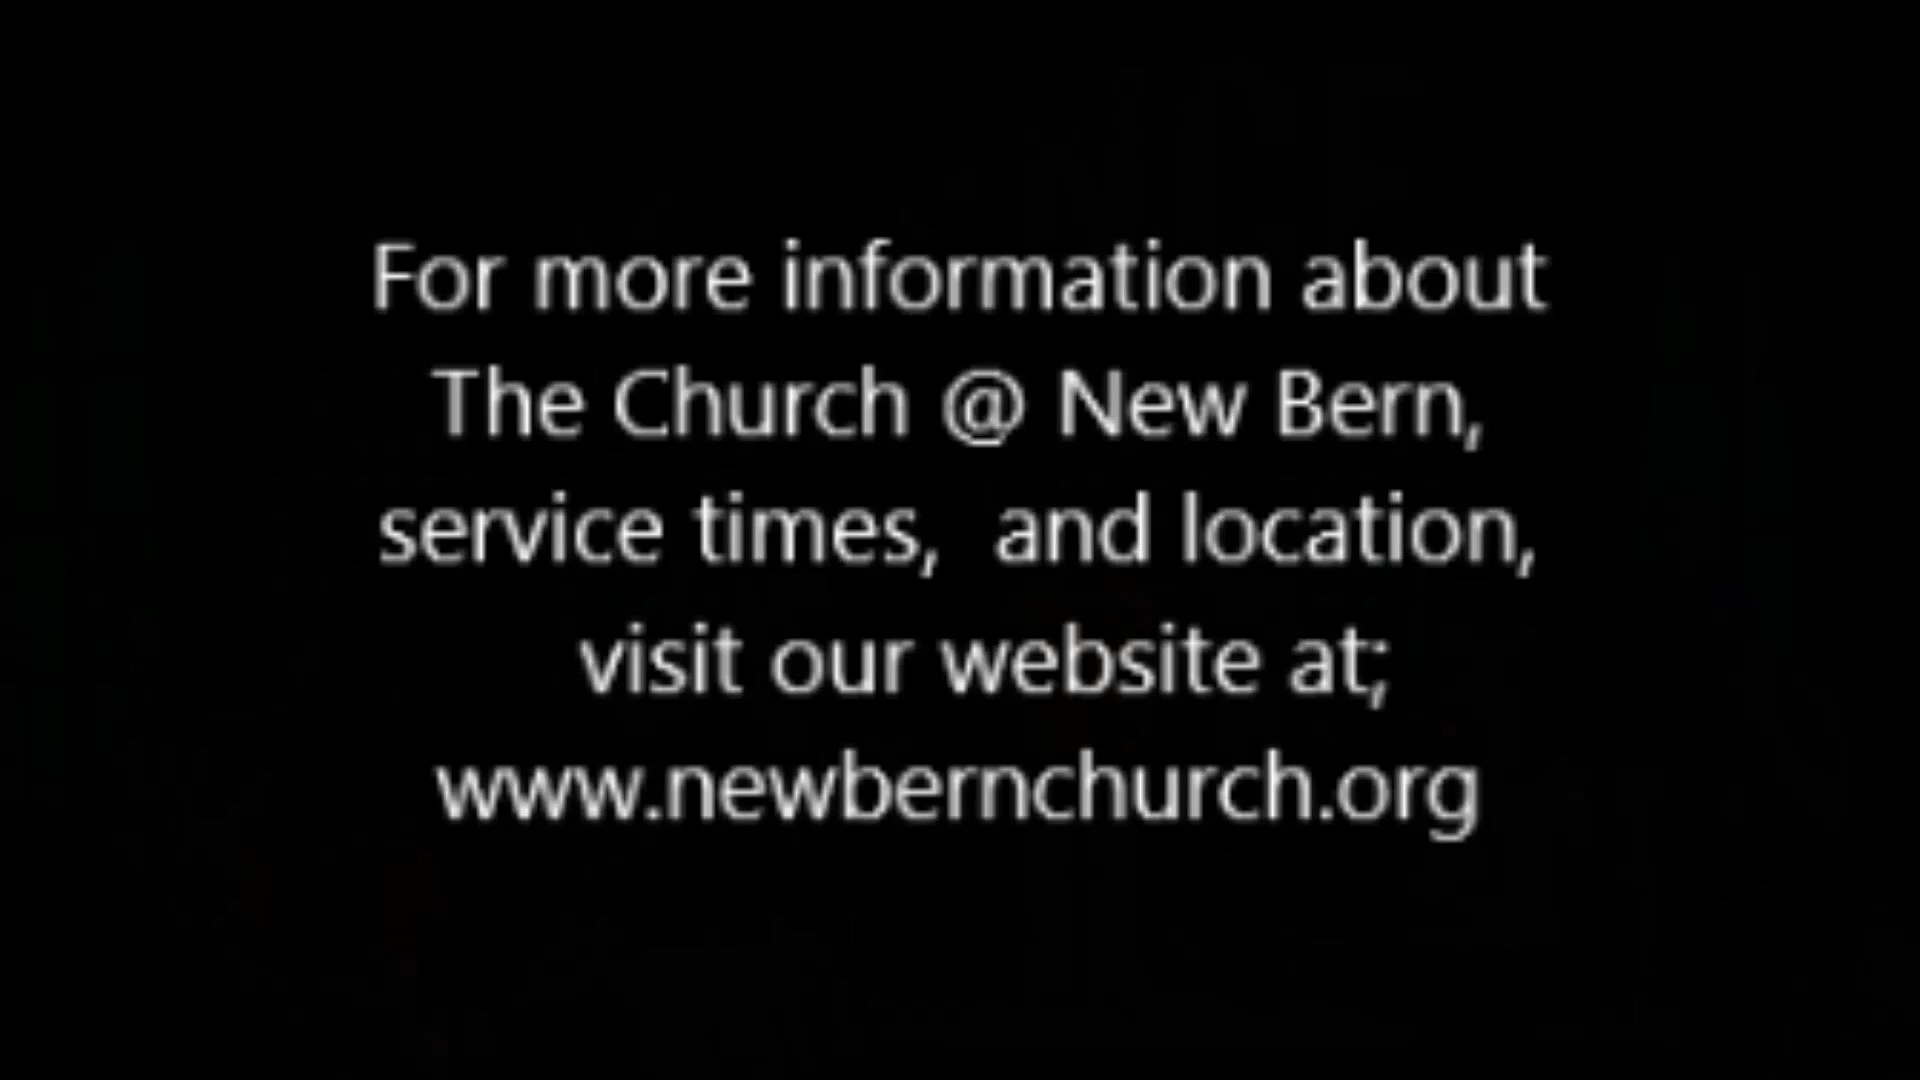 For more information about
The Church @ New Bern,
service times,  and location,
visit our website at;
www.newbernchurch.org